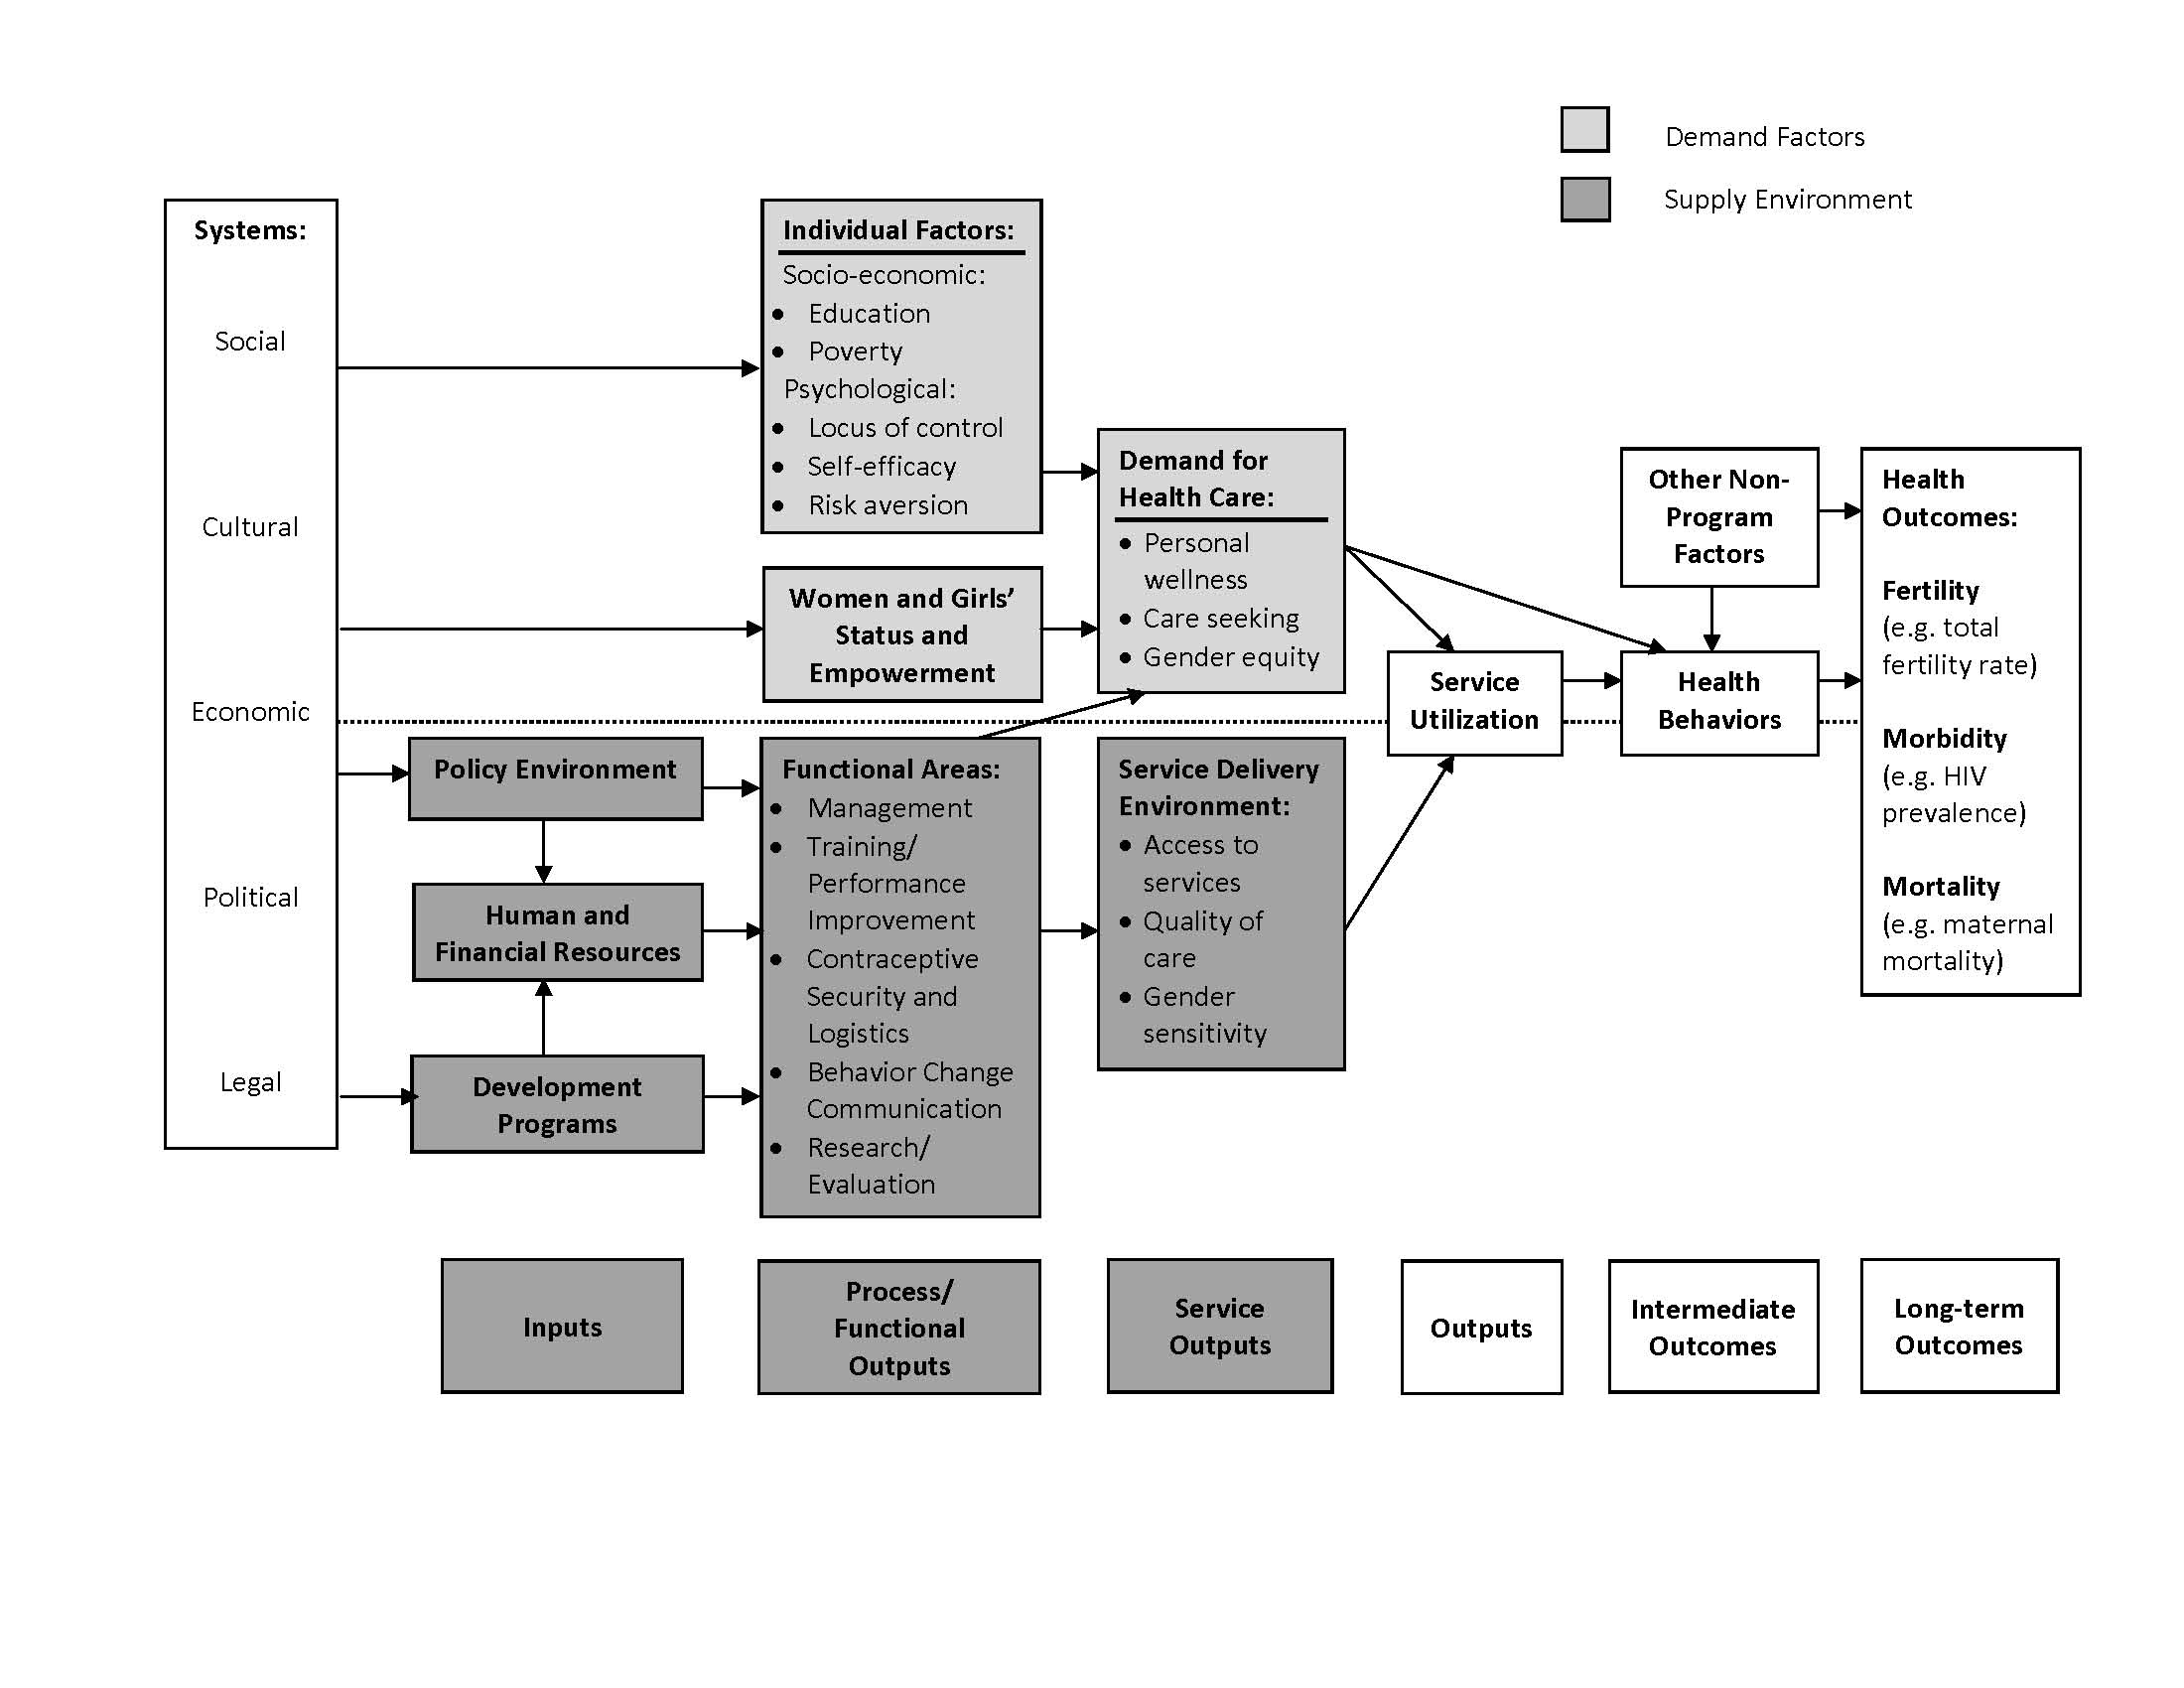 Demand Factors
Supply Environment
Systems:
Social
Cultural
Economic
Political
Legal
Individual Factors:
Socio-economic:
• Education
• Poverty
Psychological:
• Locus of control
• Self-efficacy
• Risk aversion
Women and Girls’
Status and
Empowerment
Demand for
Health Care:
• Personal
wellness
• Care seeking
• Gender equity
Policy Environment
Human and
Financial Resources
Development
Programs
Functional Areas:
• Management
• Training/
Performance
Improvement
• Contraceptive
Security and
Logistics
• Behavior Change
Communication
• Research/
Evaluation
Service Delivery
Environment:
• Access to
services
• Quality of
care
• Gender
sensitivity
Service
Utilization
Other Non-
Program
Factors
Health
Behaviors
Health
Outcomes:
Fertility
(e.g. total
fertility rate)
Morbidity
(e.g. HIV
prevalence)
Mortality
(e.g. maternal
mortality)
Inputs
Process/
Functional
Outputs
Service
Outputs
Outputs
Intermediate
Outcomes
Long-term
Outcomes